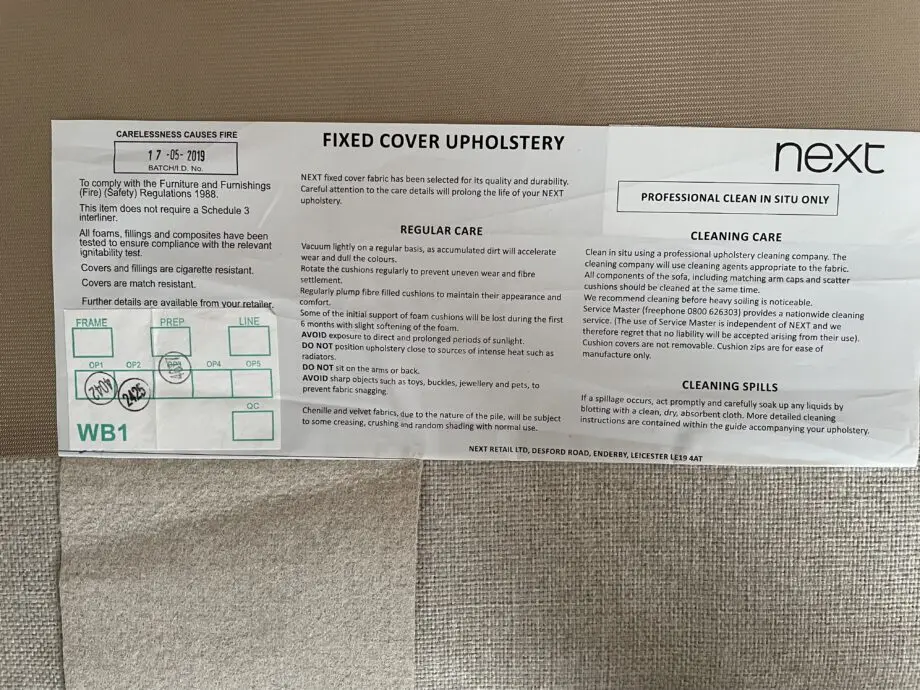 CARELESSNESS CAUSES FIRE
17-05-2019
BATCH/I.D. No.
To comply with the Furniture and Furnishings
(Fire) (Safety) Regulations 1988.
This item does not require a Schedule 3
interliner.
All foams, fillings and composites have been
tested to ensure compliance with the relevant
ignitability test.
Covers and fillings are cigarette resistant.
Covers are match resistant.
Further details are available from your retailer.
FRAME
PREP
LINE
OP1
OP2
OP4
OP5
2425
QC
WB1
FIXED COVER UPHOLSTERY
NEXT fixed cover fabric has been selected for its quality and durability.
Careful attention to the care details will prolong the life of your NEXT
upholstery.
REGULAR CARE
Vacuum lightly on a regular basis, as accumulated dirt will accelerate
wear and dull the colours.
Rotate the cushions regularly to prevent uneven wear and fibre
settlement.
Regularly plump fibre filled cushions to maintain their appearance and
comfort.
Some of the initial support of foam cushions will be lost during the first
6 months with slight softening of the foam.
AVOID exposure to direct and prolonged periods of sunlight.
DO NOT position upholstery close to sources of intense heat such as
radiators.
DO NOT sit on the arms or back.
AVOID sharp objects such as toys, buckles, jewellery and pets, to
prevent fabric snagging.
Chenille and velvet fabrics, due to the nature of the pile, will be subject
to some creasing, crushing and random shading with normal use.
next
PROFESSIONAL CLEAN IN SITU ONLY
CLEANING CARE
Clean in situ using a professional upholstery cleaning company. The
cleaning company will use cleaning agents appropriate to the fabric.
All components of the sofa, including matching arm caps and scatter
cushions should be cleaned at the same time.
We recommend cleaning before heavy soiling is noticeable.
Service Master (freephone 0800 626303) provides a nationwide cleaning
service. (The use of Service Master is independent of NEXT and we
therefore regret that no liability will be accepted arising from their use).
Cushion covers are not removable. Cushion zips are for ease of
manufacture only.
CLEANING SPILLS
If a spillage occurs, act promptly and carefully soak up any liquids by
blotting with a clean, dry, absorbent cloth. More detailed cleaning
instructions are contained within the guide accompanying your upholstery.
NEXT RETAIL LTD, DESFORD ROAD, ENDERBY, LEICESTER LE19 4AT